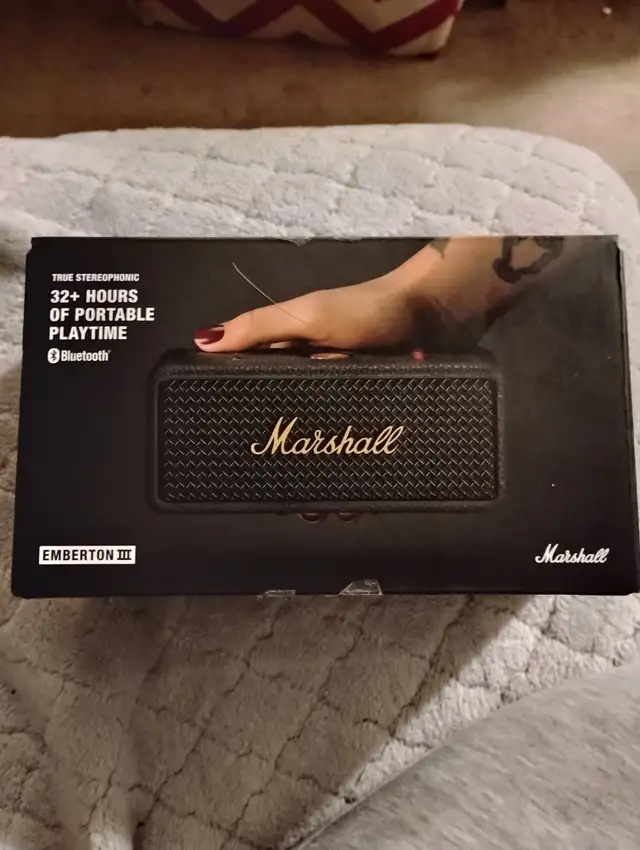 TRUE STEREOPHONIC
32+ HOURS
OF PORTABLE
PLAYTIME
Bluetooth®
Marshall
EMBERTON III
Marshall